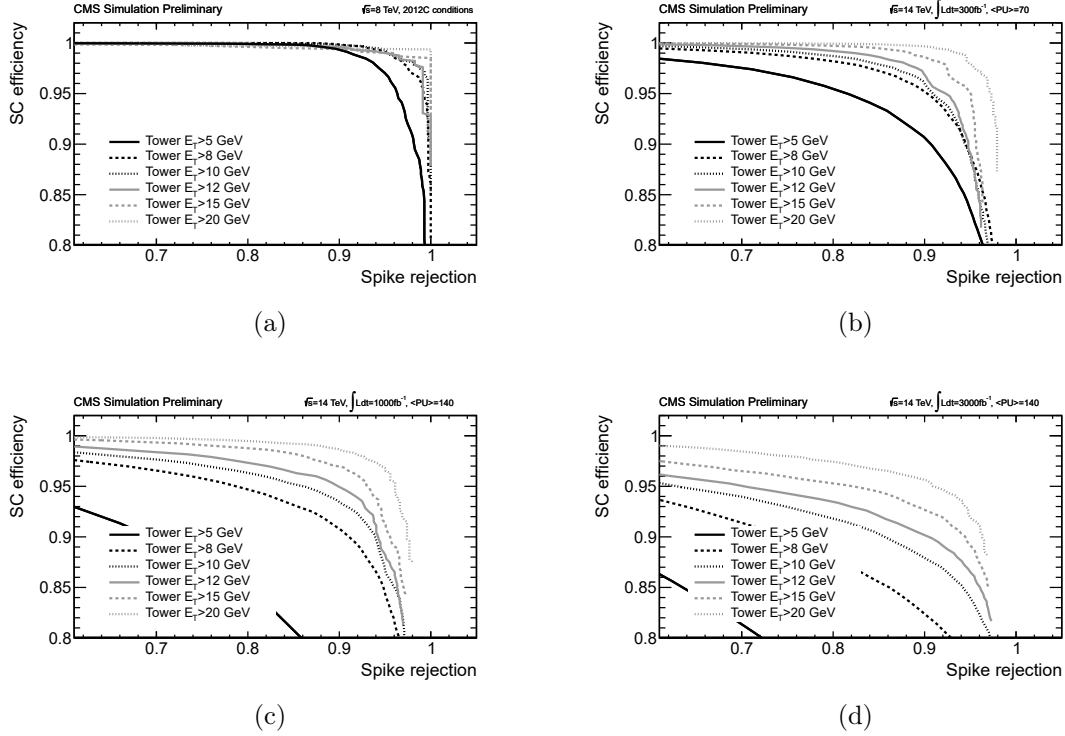 CMS Simulation Preliminary
√s=8 TeV, 2012C conditions
SC efficiency
1
0.95
0.9
0.85
0.8
Tower E_T>5 GeV
Tower E_T>8 GeV
Tower E_T>10 GeV
Tower E_T>12 GeV
Tower E_T>15 GeV
Tower E_T>20 GeV
0.7 0.8 0.9 1
Spike rejection
(a)
CMS Simulation Preliminary
√s=14 TeV, ∫Ldt=300fb⁻¹, <PU>=70
SC efficiency
1
0.95
0.9
0.85
0.8
Tower E_T>5 GeV
Tower E_T>8 GeV
Tower E_T>10 GeV
Tower E_T>12 GeV
Tower E_T>15 GeV
Tower E_T>20 GeV
0.7 0.8 0.9 1
Spike rejection
(b)
CMS Simulation Preliminary
√s=14 TeV, ∫Ldt=1000fb⁻¹, <PU>=140
SC efficiency
1
0.95
0.9
0.85
0.8
Tower E_T>5 GeV
Tower E_T>8 GeV
Tower E_T>10 GeV
Tower E_T>12 GeV
Tower E_T>15 GeV
Tower E_T>20 GeV
0.7 0.8 0.9 1
Spike rejection
(c)
CMS Simulation Preliminary
√s=14 TeV, ∫Ldt=3000fb⁻¹, <PU>=140
SC efficiency
1
0.95
0.9
0.85
0.8
Tower E_T>5 GeV
Tower E_T>8 GeV
Tower E_T>10 GeV
Tower E_T>12 GeV
Tower E_T>15 GeV
Tower E_T>20 GeV
0.7 0.8 0.9 1
Spike rejection
(d)